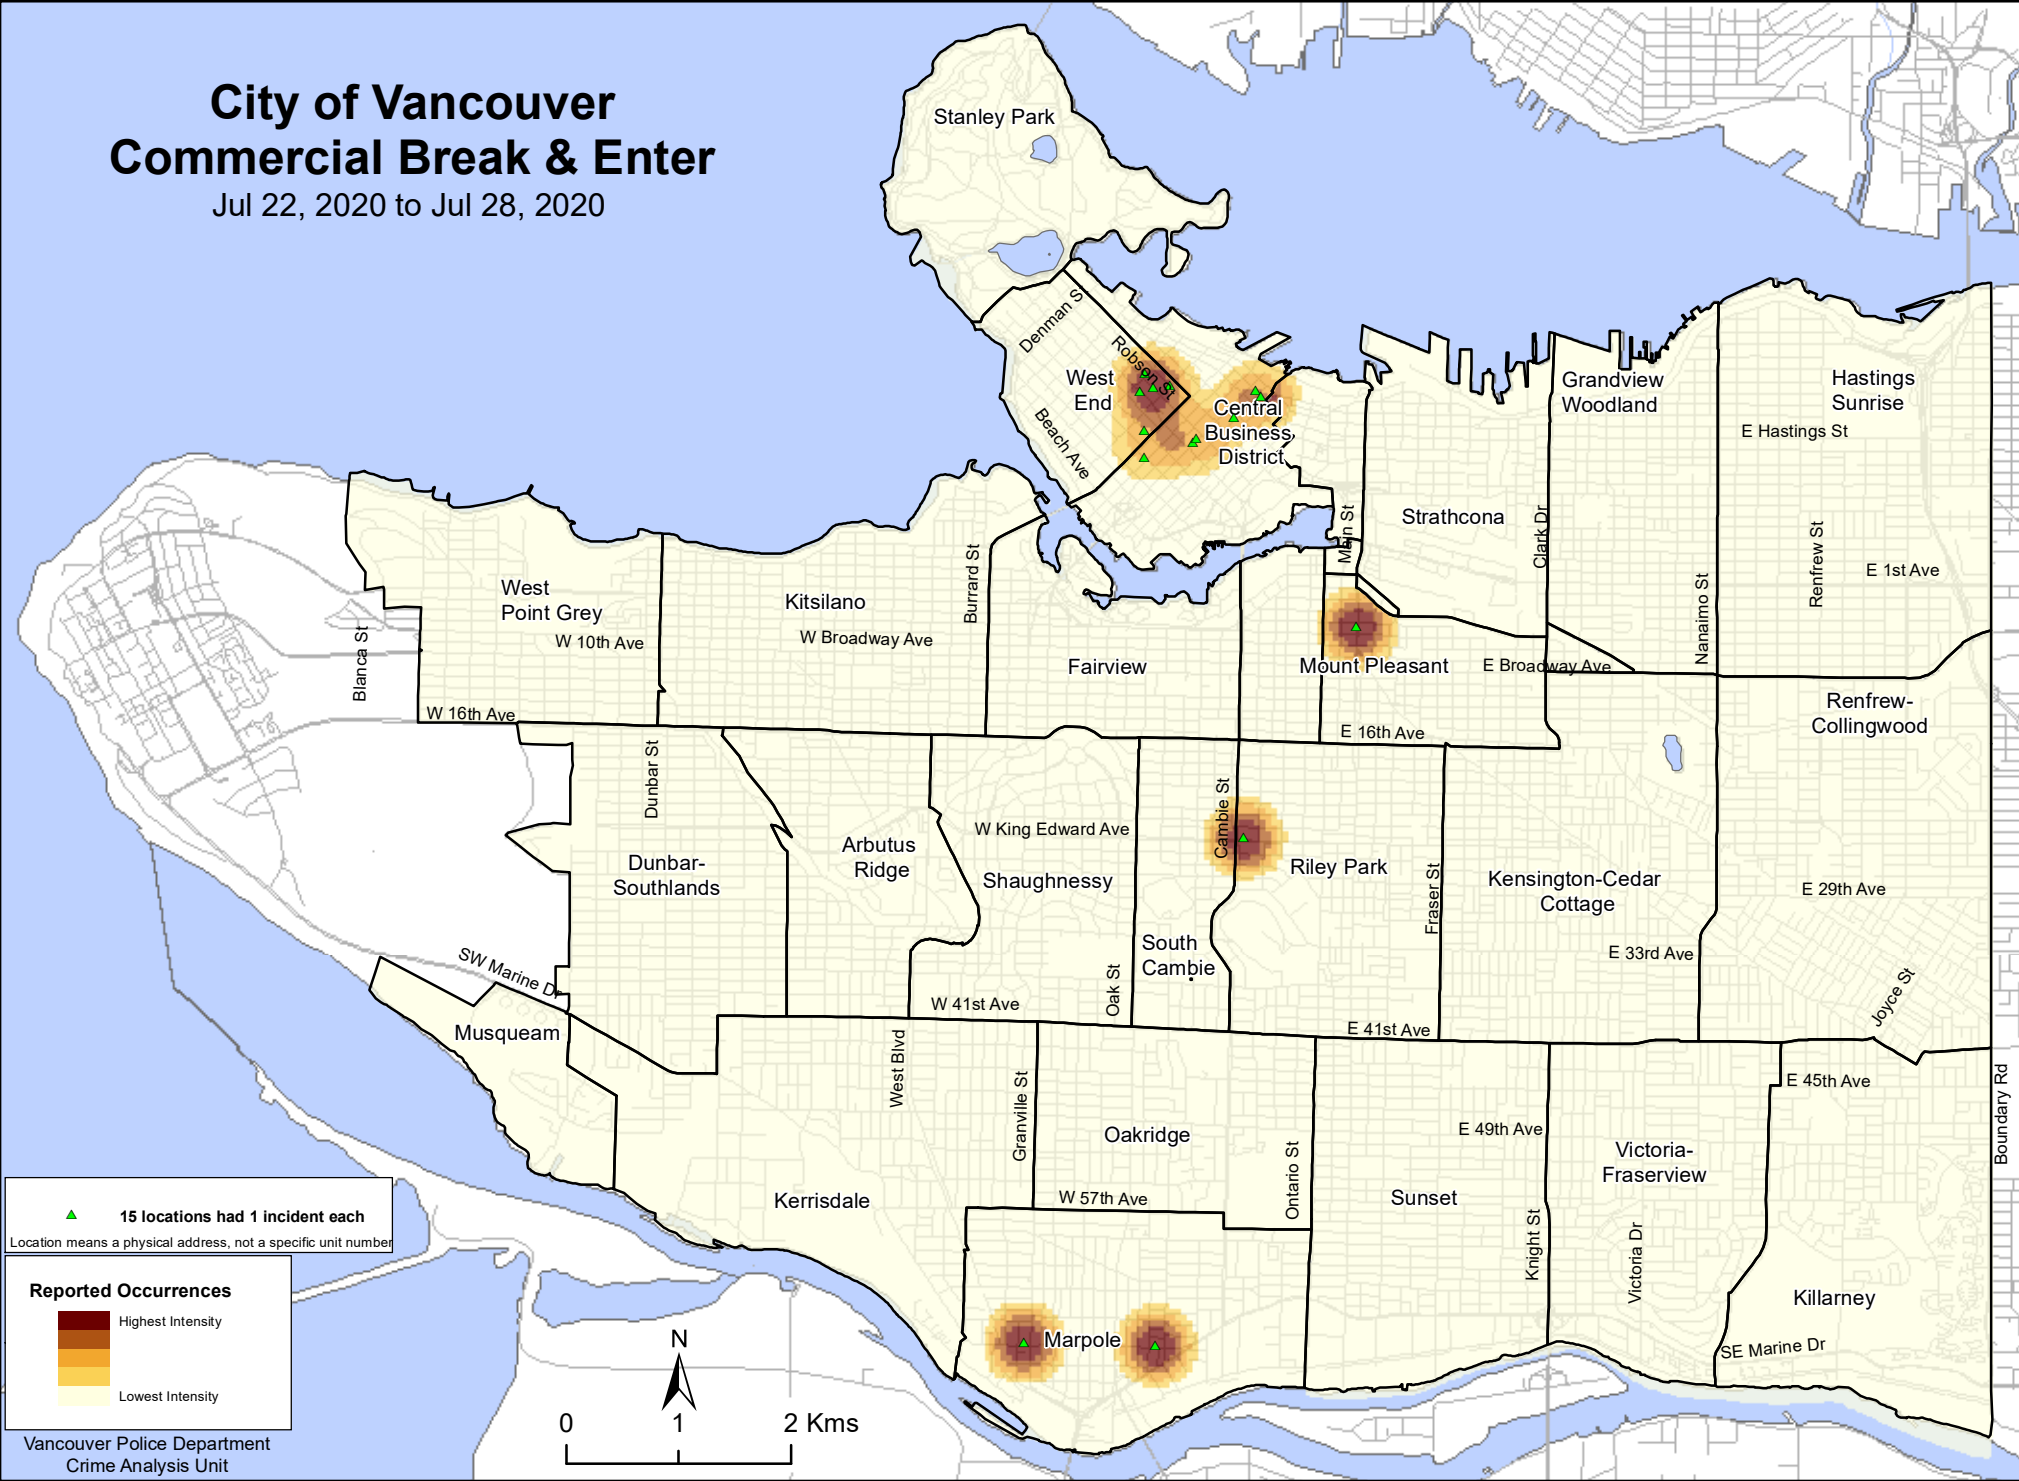 City of Vancouver
Commercial Break & Enter
Jul 22, 2020 to Jul 28, 2020
Stanley Park
Denman St
Robson St
West
End
Beach Ave
Central
Business
District
Grandview
Woodland
Hastings
Sunrise
E Hastings St
Strathcona
Main St
Clark Dr
Nanaimo St
Renfrew St
E 1st Ave
West
Point Grey
W 10th Ave
Blanca St
W 16th Ave
Kitsilano
W Broadway Ave
Burrard St
Fairview
Mount Pleasant
E Broadway Ave
E 16th Ave
Renfrew-
Collingwood
Dunbar St
Dunbar-
Southlands
Arbutus
Ridge
W King Edward Ave
Shaughnessy
Cambie St
Riley Park
Fraser St
Kensington-Cedar
Cottage
E 29th Ave
E 33rd Ave
South
Cambie
Oak St
W 41st Ave
E 41st Ave
Joyce St
SW Marine Dr
Musqueam
West Blvd
Granville St
Oakridge
Ontario St
W 57th Ave
Kerrisdale
Sunset
E 49th Ave
Knight St
Victoria-
Fraserview
Victoria Dr
E 45th Ave
Boundary Rd
Killarney
SE Marine Dr
Marpole
15 locations had 1 incident each
Location means a physical address, not a specific unit number
Reported Occurrences
Highest Intensity
Lowest Intensity
Vancouver Police Department
Crime Analysis Unit
N
0 1 2 Kms